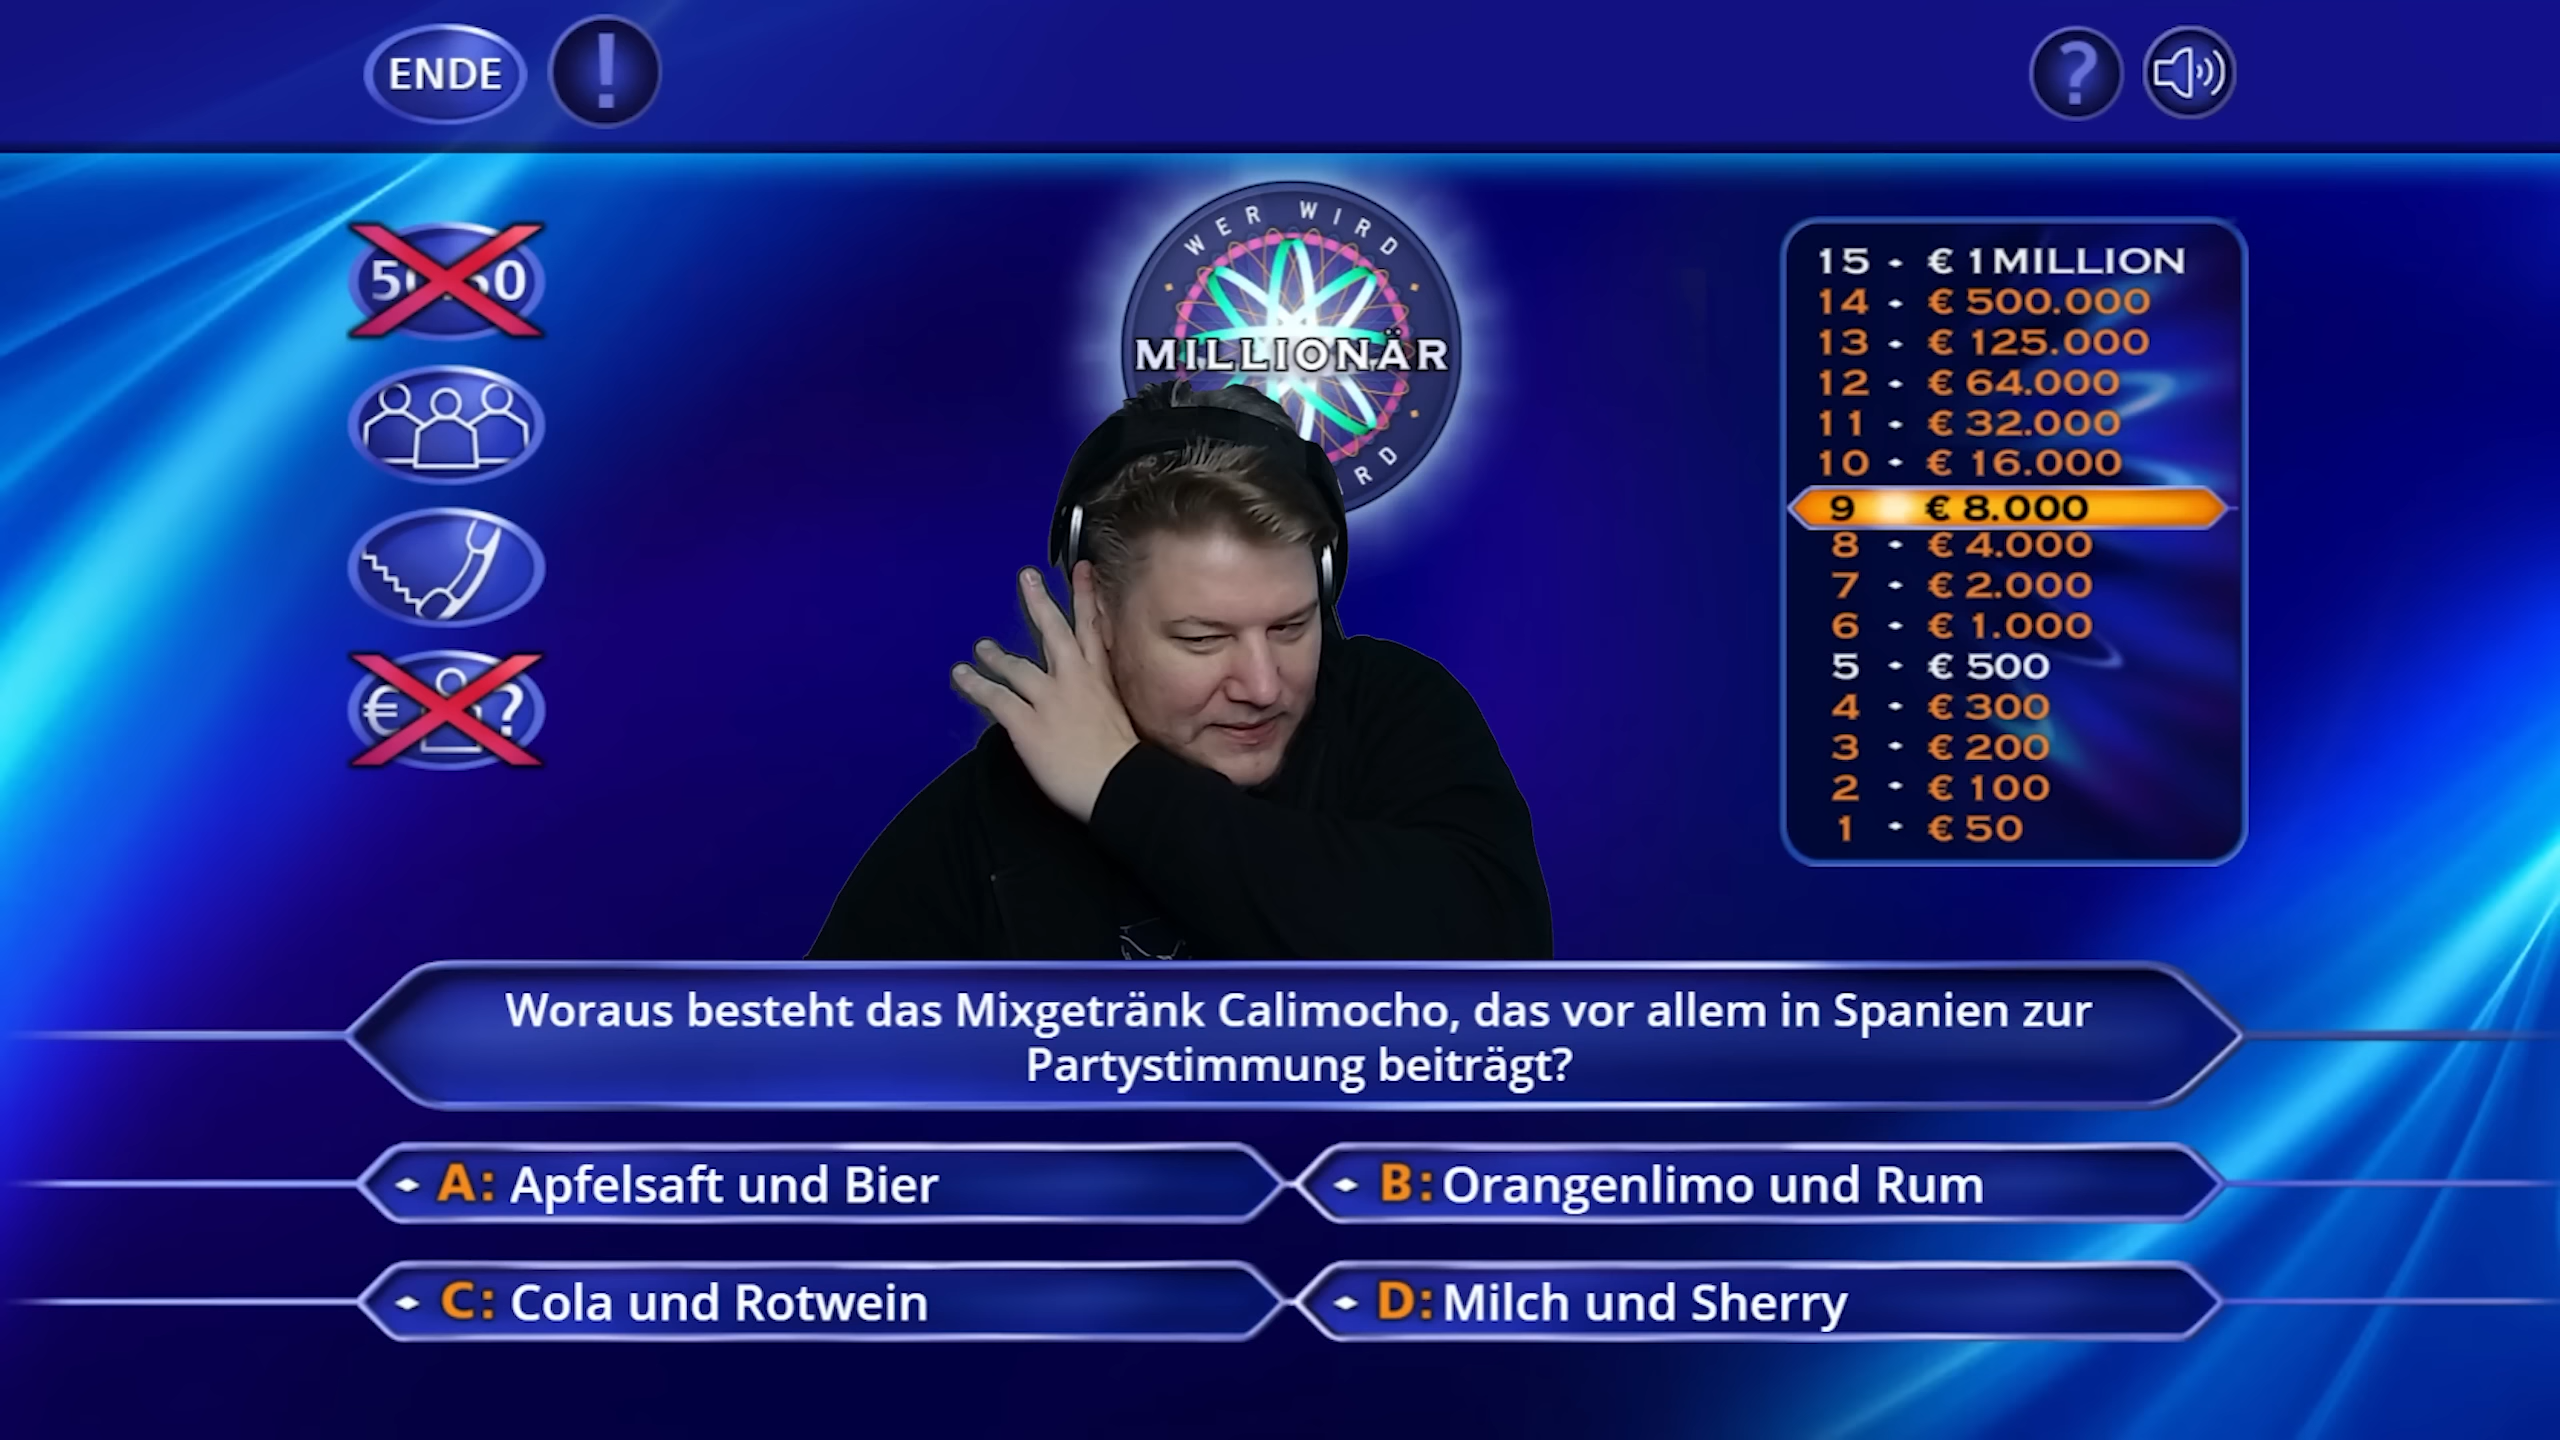 ENDE
!
?
50:50
WER WIRD
MILLIONÄR
IRD
€ ?
15 · € 1 MILLION
14 · € 500.000
13 · € 125.000
12 · € 64.000
11 · € 32.000
10 · € 16.000
9 € 8.000
8 · € 4.000
7 · € 2.000
6 · € 1.000
5 · € 500
4 · € 300
3 · € 200
2 · € 100
1 · € 50
Woraus besteht das Mixgetränk Calimocho, das vor allem in Spanien zur
Partystimmung beiträgt?
A: Apfelsaft und Bier
B: Orangenlimo und Rum
C: Cola und Rotwein
D: Milch und Sherry